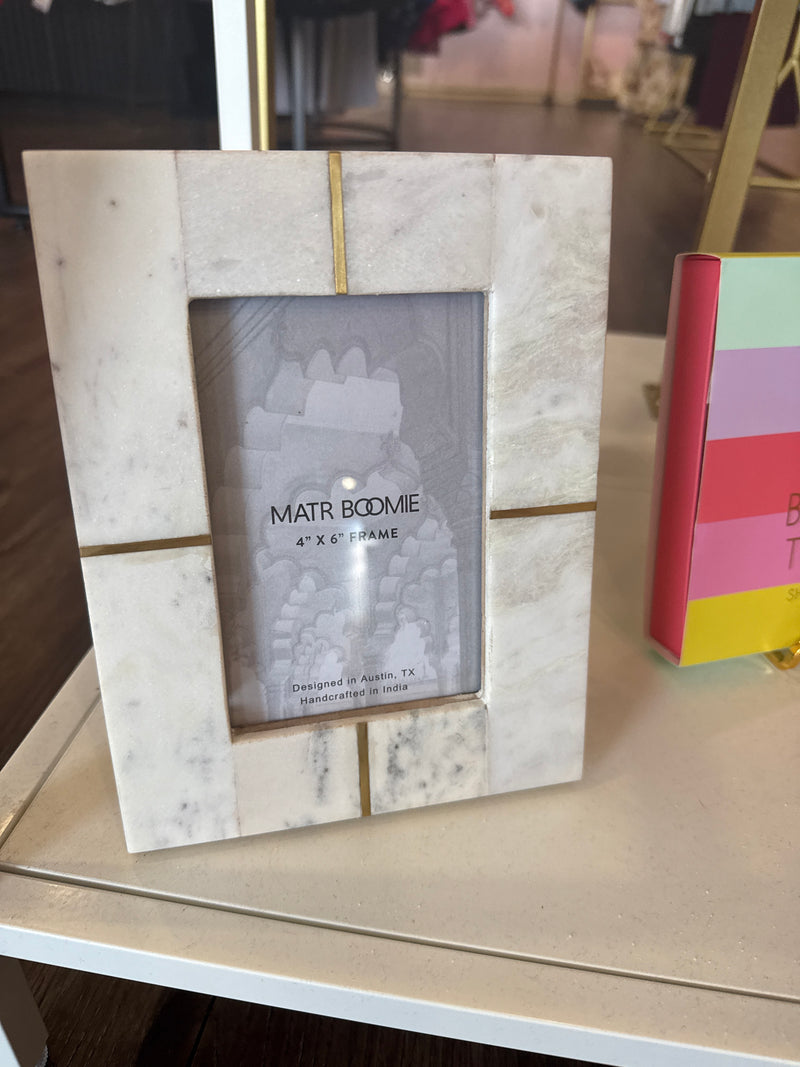 MATR BOOMIE
4" X 6" FRAME
Designed in Austin, TX
Handcrafted in India